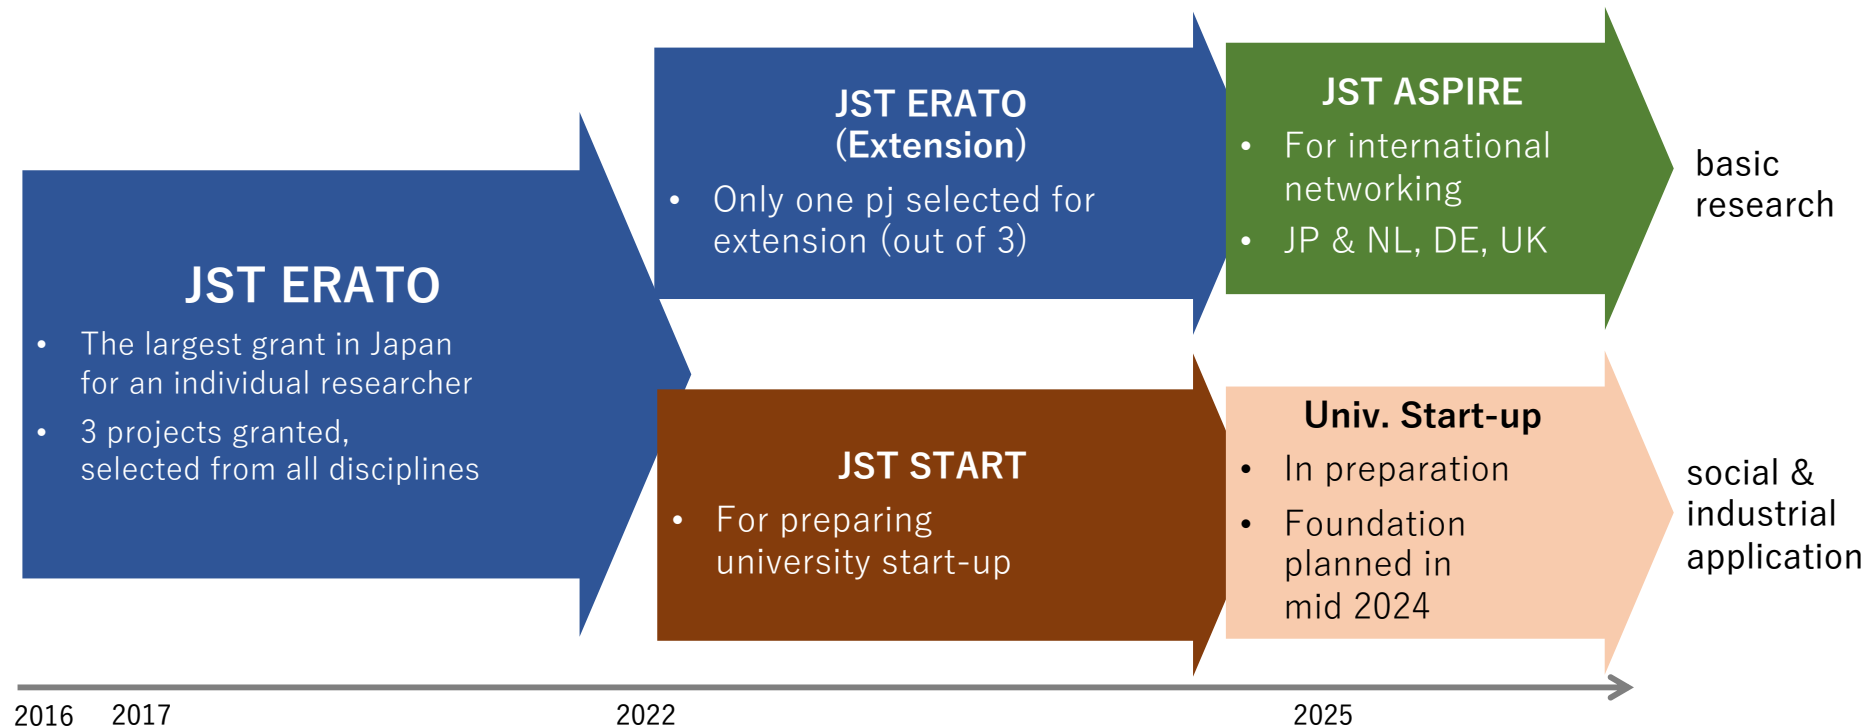 JST ERATO
• The largest grant in Japan
for an individual researcher
• 3 projects granted,
selected from all disciplines
JST ERATO
(Extension)
• Only one pj selected for
extension (out of 3)
JST ASPIRE
• For international
networking
• JP & NL, DE, UK
basic
research
JST START
• For preparing
university start-up
Univ. Start-up
• In preparation
• Foundation
planned in
mid 2024
social &
industrial
application
2016 2017 2022 2025